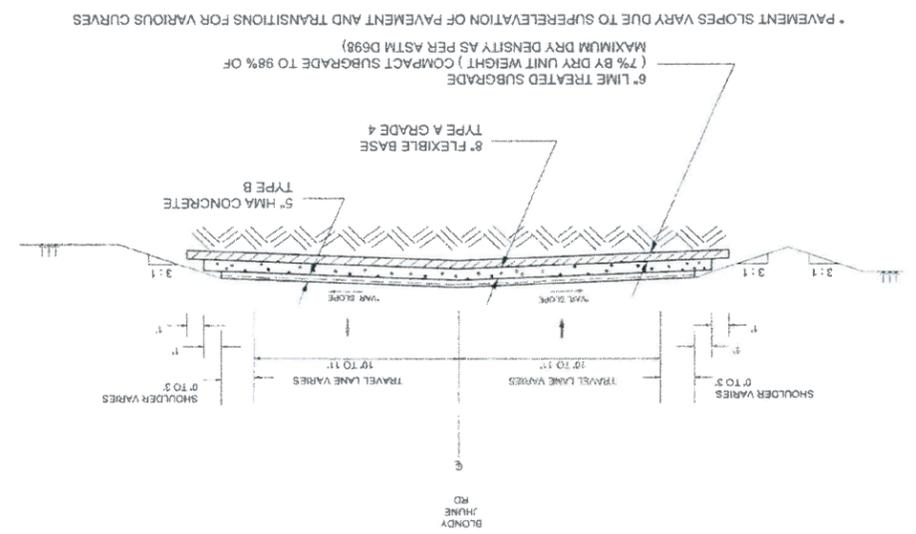 BLONDY
JHUNE
RD
℄
SHOULDER VARIES
0' TO 3'
TRAVEL LANE VARIES
10' TO 11'
TRAVEL LANE VARIES
10' TO 11'
SHOULDER VARIES
0' TO 3'
1'
1'
1'
1'
*VAR SLOPE
*VAR SLOPE
3:1
3:1
3:1
5" HMA CONCRETE
TYPE B
8" FLEXIBLE BASE
TYPE A GRADE 4
6" LIME TREATED SUBGRADE
( 7% BY DRY UNIT WEIGHT ) COMPACT SUBGRADE TO 98% OF
MAXIMUM DRY DENSITY AS PER ASTM D698)
* PAVEMENT SLOPES VARY DUE TO SUPERELEVATION OF PAVEMENT AND TRANSITIONS FOR VARIOUS CURVES